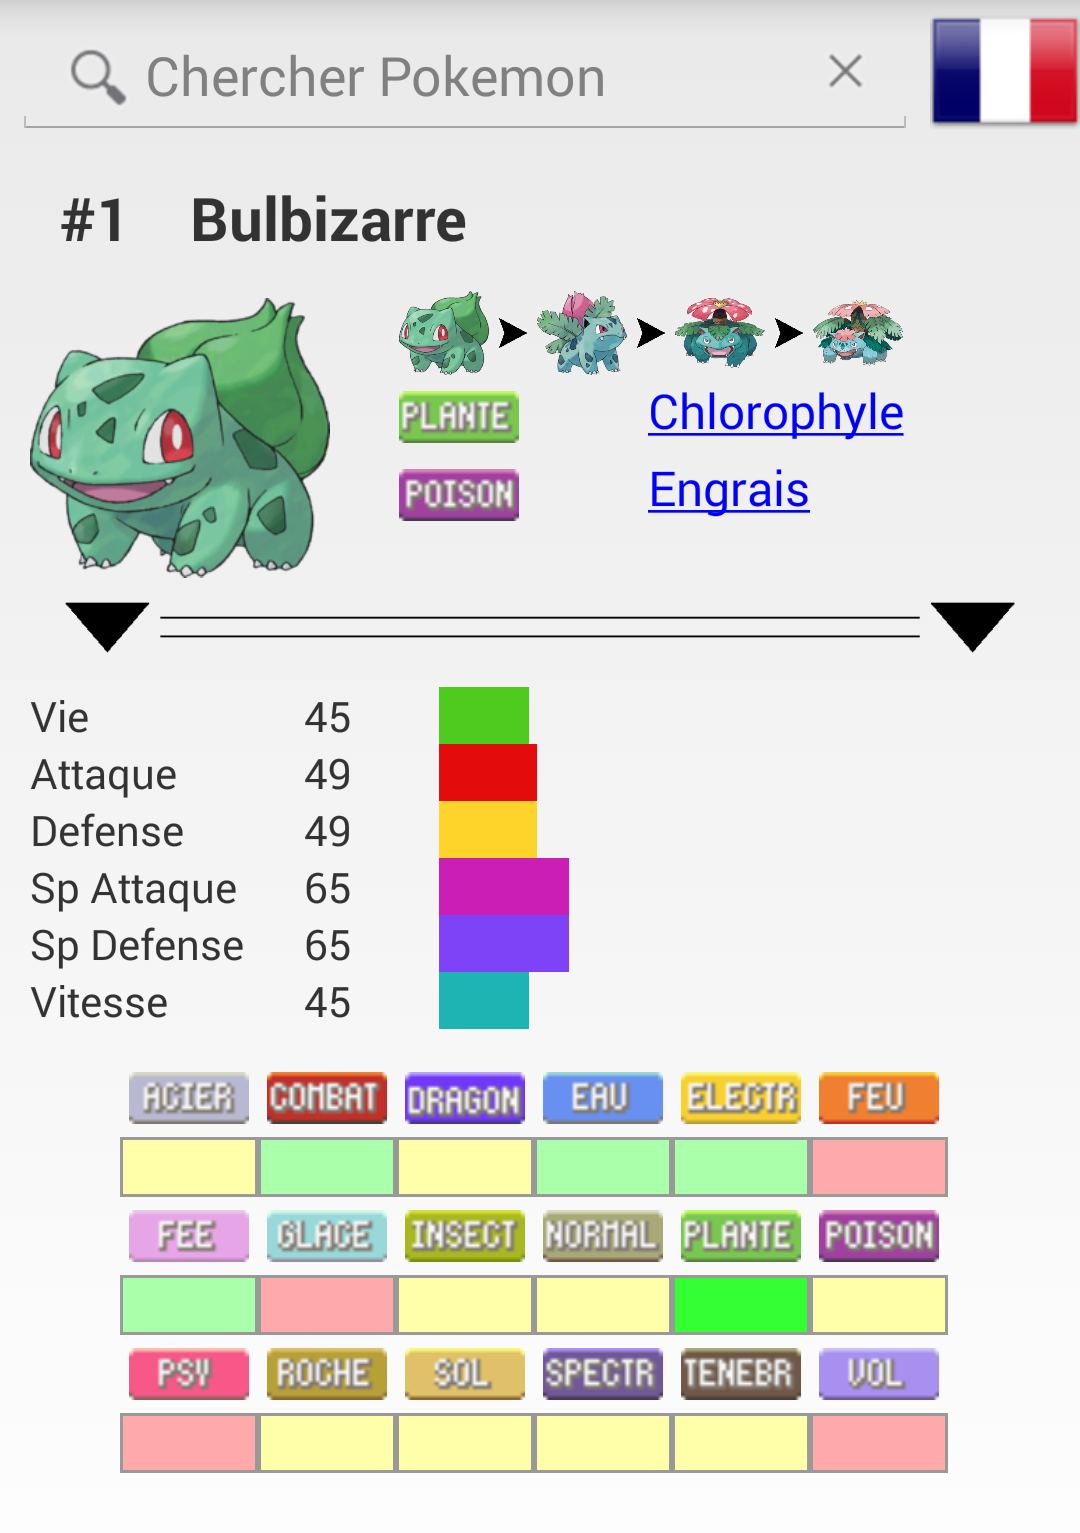 Chercher Pokemon
#1 Bulbizarre
PLANTE Chlorophyle
POISON Engrais
Vie 45
Attaque 49
Defense 49
Sp Attaque 65
Sp Defense 65
Vitesse 45
ACIER COMBAT DRAGON EAU ELECTR FEU
FEE GLACE INSECT NORMAL PLANTE POISON
PSY ROCHE SOL SPECTR TENEBR VOL